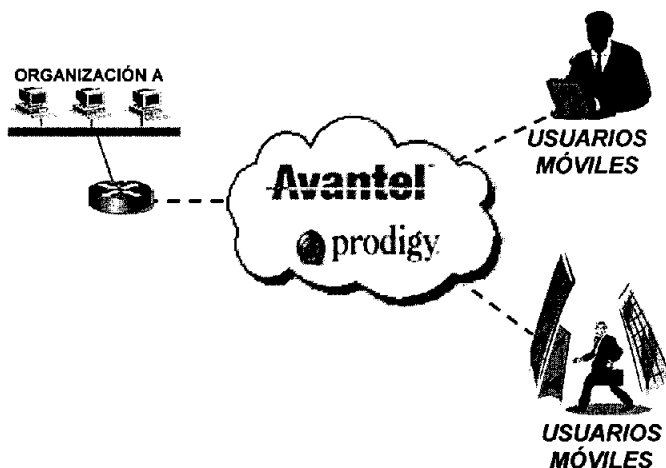 ORGANIZACIÓN A
USUARIOS
MÓVILES
Avantel
prodigy
USUARIOS
MÓVILES